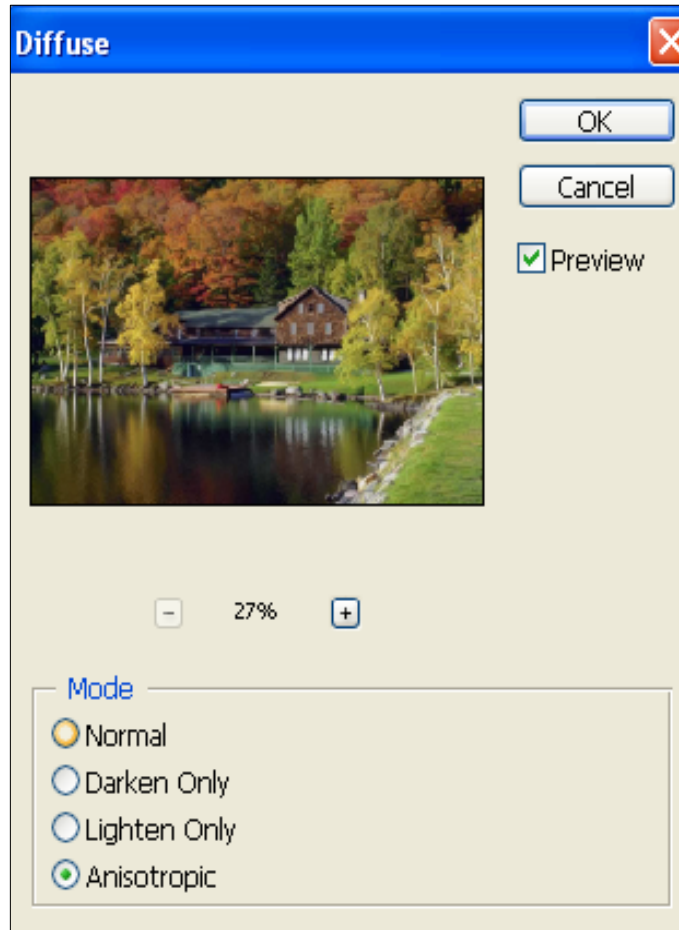 Diffuse
OK
Cancel
Preview
27%
Mode
Normal
Darken Only
Lighten Only
Anisotropic